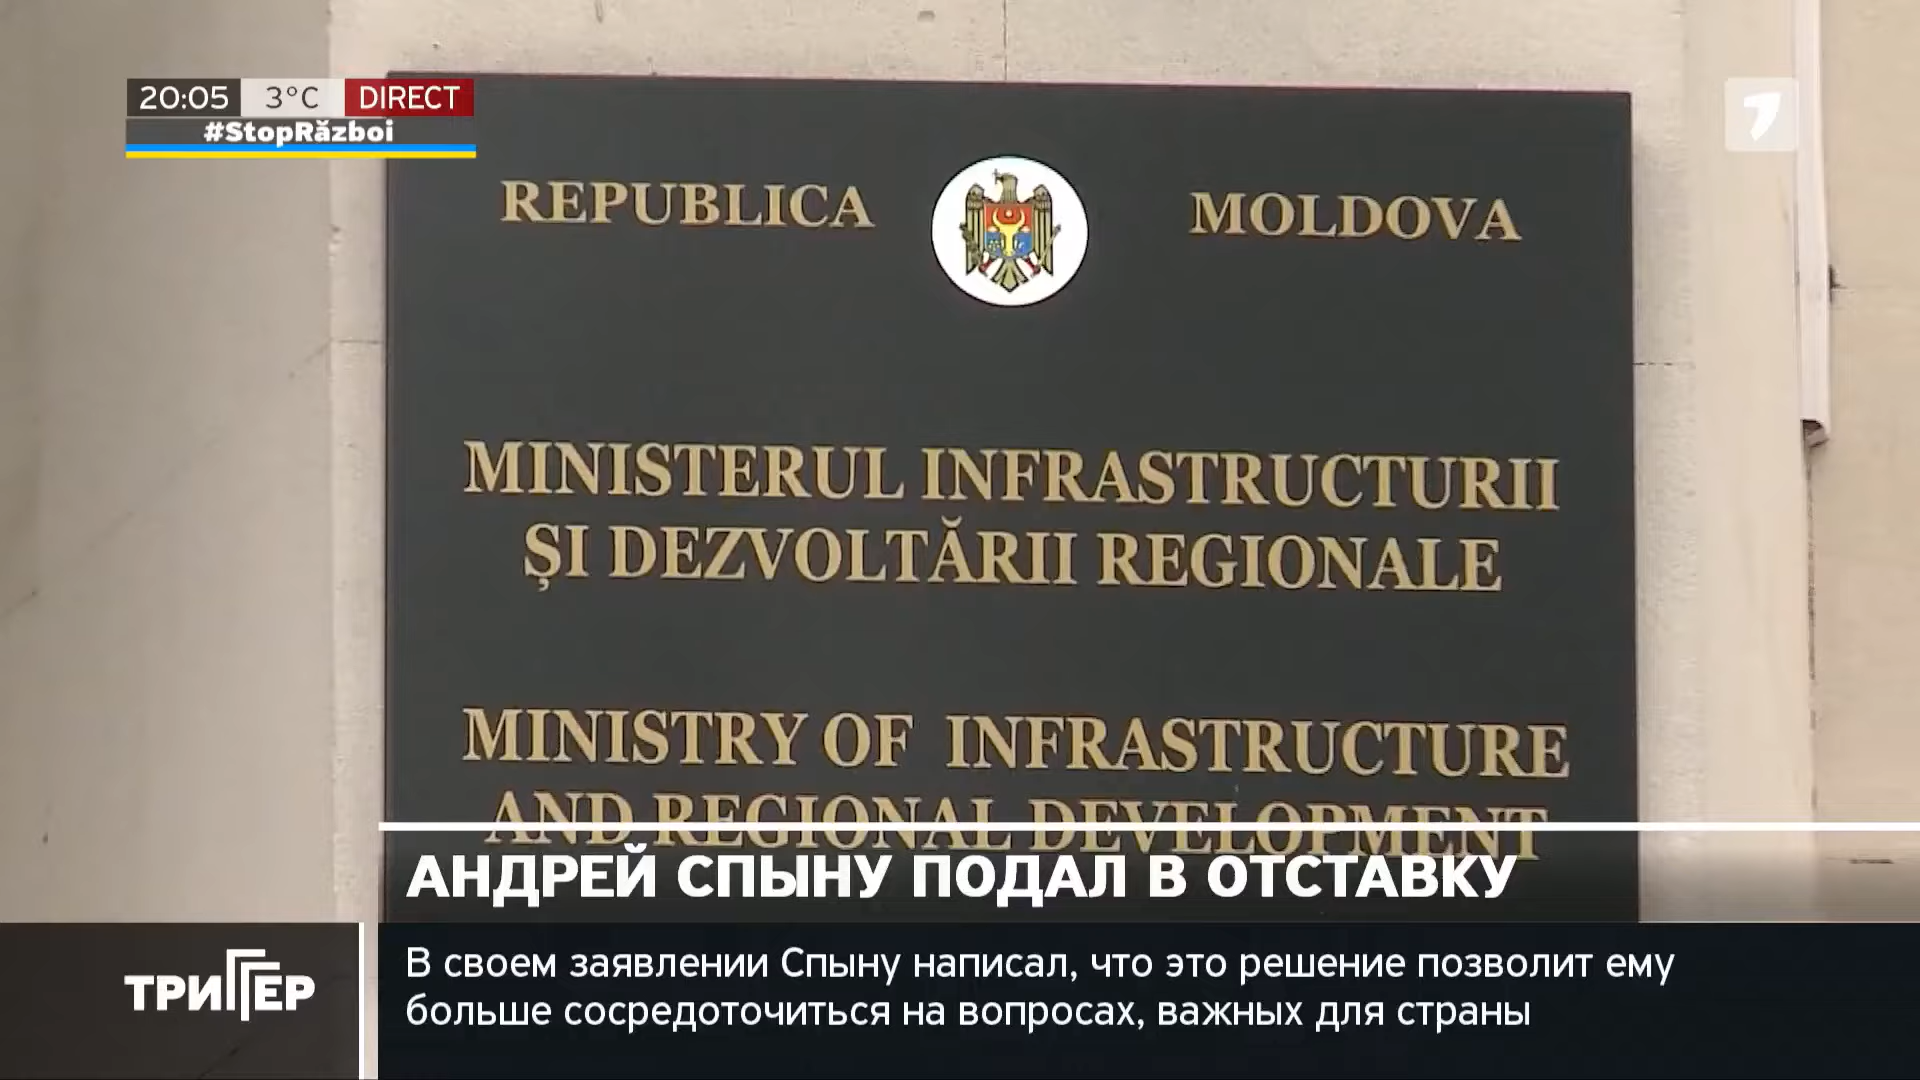 20:05 3°C DIRECT
#StopRăzboi
REPUBLICA MOLDOVA
MINISTERUL INFRASTRUCTURII
ȘI DEZVOLTĂRII REGIONALE
MINISTRY OF INFRASTRUCTURE
AND REGIONAL DEVELOPMENT
АНДРЕЙ СПЫНУ ПОДАЛ В ОТСТАВКУ
ТРИГГЕР
В своем заявлении Спыну написал, что это решение позволит ему
больше сосредоточиться на вопросах, важных для страны